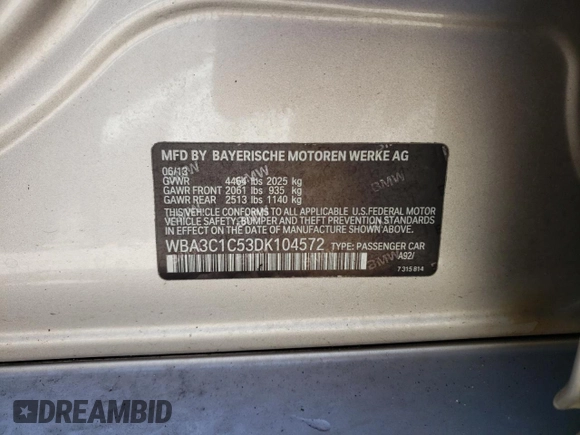 MFD BY BAYERISCHE MOTOREN WERKE AG
06/13
GVWR 4464 lbs 2025 kg
GAWR FRONT 2061 lbs 935 kg
GAWR REAR 2513 lbs 1140 kg
THIS VEHICLE CONFORMS TO ALL APPLICABLE U.S.FEDERAL MOTOR
VEHICLE SAFETY, BUMPER AND THEFT PREVENTION STANDARDS
IN EFFECT ON THE DATE OF MANUFACTURE SHOWN ABOVE.
WBA3C1C53DK104572 TYPE: PASSENGER CAR
A92/
7 315 814
BMW
BMW
BMW
DREAMBID